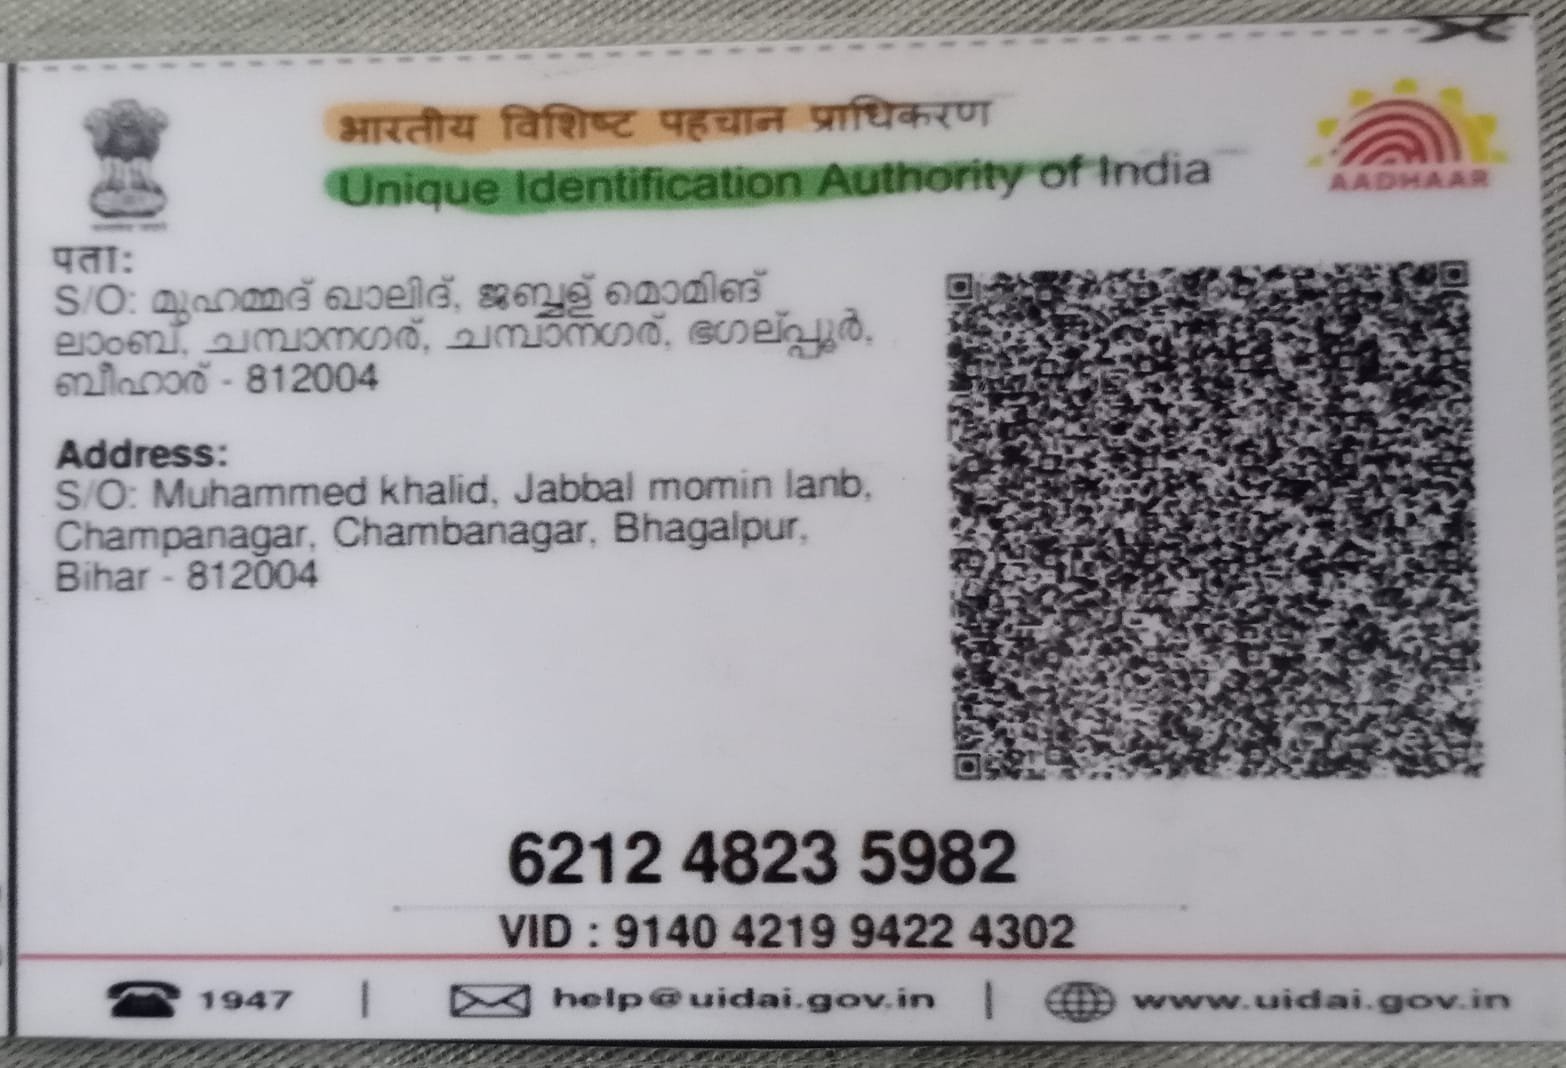 भारतीय विशिष्ट पहचान प्राधिकरण
Unique Identification Authority of India
AADHAAR
पता:
S/O: മുഹമ്മദ് ഖാലിദ്, ജബ്ബള് മൊമിങ്
ലാംബ്, ചമ്പാനഗര്, ചമ്പാനഗര്, ഭഗല്പ്പൂർ,
ബീഹാര് - 812004
Address:
S/O: Muhammed khalid, Jabbal momin lanb,
Champanagar, Chambanagar, Bhagalpur,
Bihar - 812004
6212 4823 5982
VID : 9140 4219 9422 4302
1947 | help@uidai.gov.in | www.uidai.gov.in